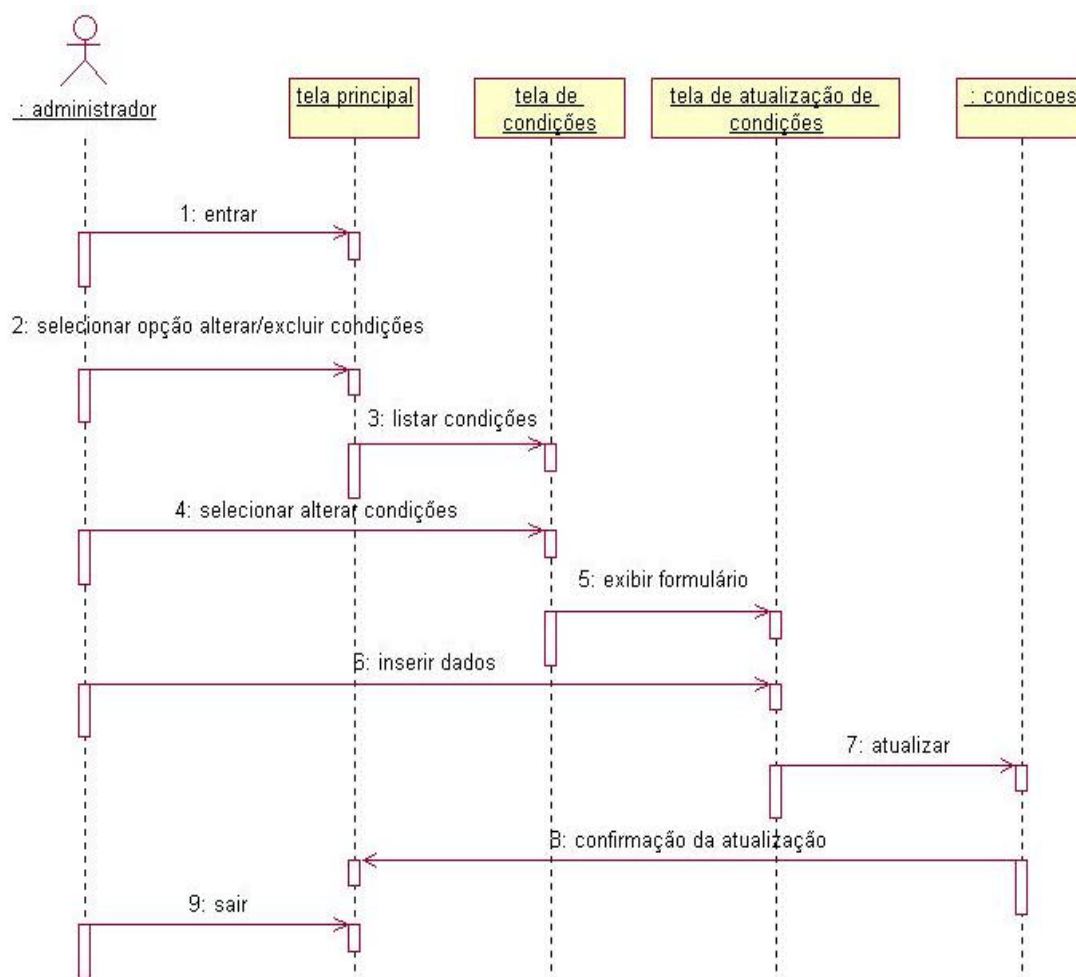 : administrador
tela principal
tela de
condições
tela de atualização de
condições
: condicoes
1: entrar
2: selecionar opção alterar/excluir condições
3: listar condições
4: selecionar alterar condições
5: exibir formulário
6: inserir dados
7: atualizar
8: confirmação da atualização
9: sair